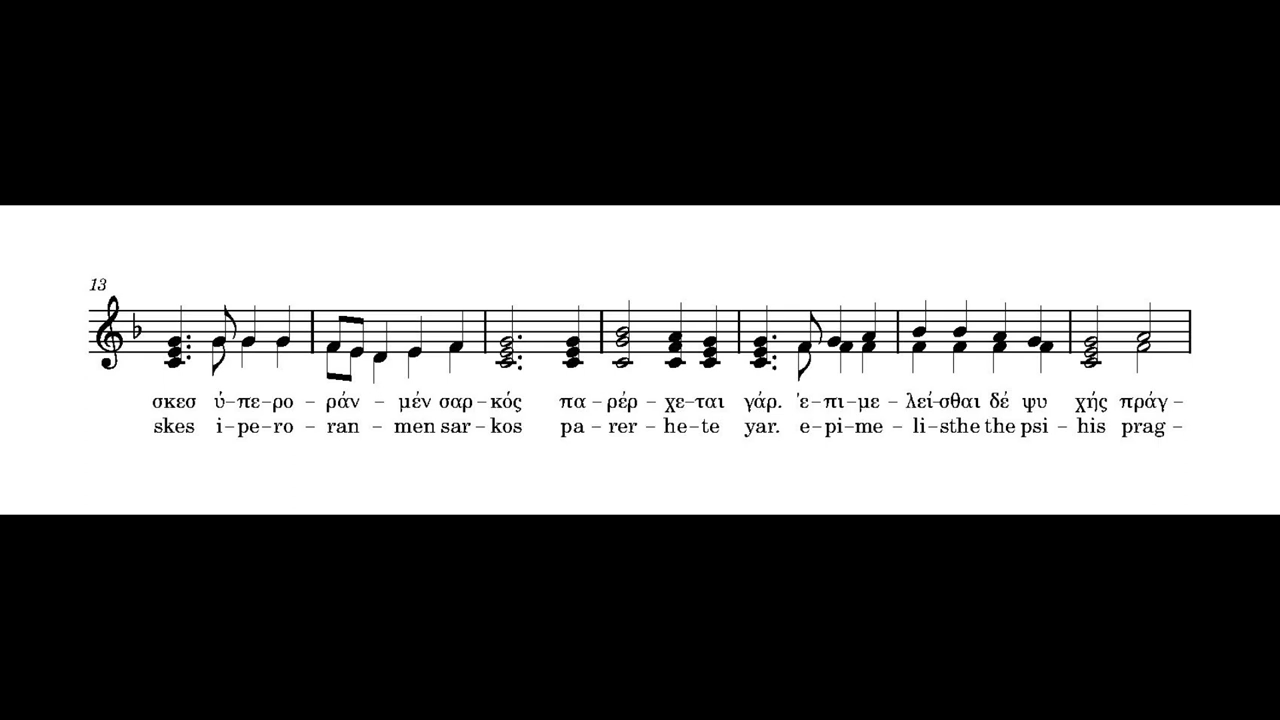 13
σκεσ ὑ–πε–ρο – ράν – μέν σαρ–κός πα–ρέρ – χε–ται γάρ. 'ε–πι–με – λεί–σθαι δέ ψυ χής πράγ –
skes i–pe–ro – ran – men sar–kos pa – rer – he–te yar. e–pi–me – li–sthe the psi – his prag –